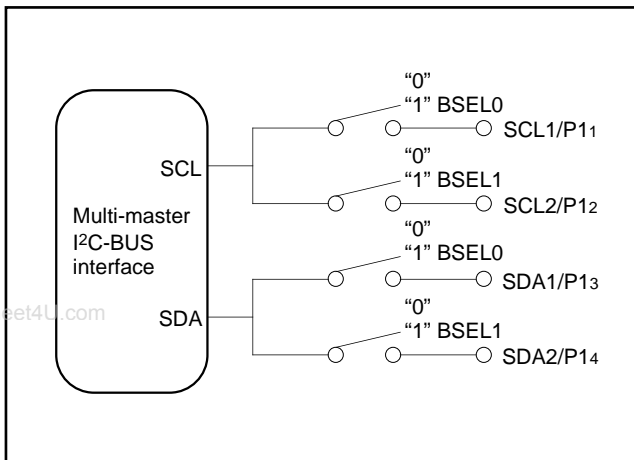 “0”
“1” BSEL0
SCL1/P11
SCL
“0”
“1” BSEL1
SCL2/P12
Multi-master
I²C-BUS
interface
“0”
“1” BSEL0
SDA1/P13
eet4U.com
SDA
“0”
“1” BSEL1
SDA2/P14